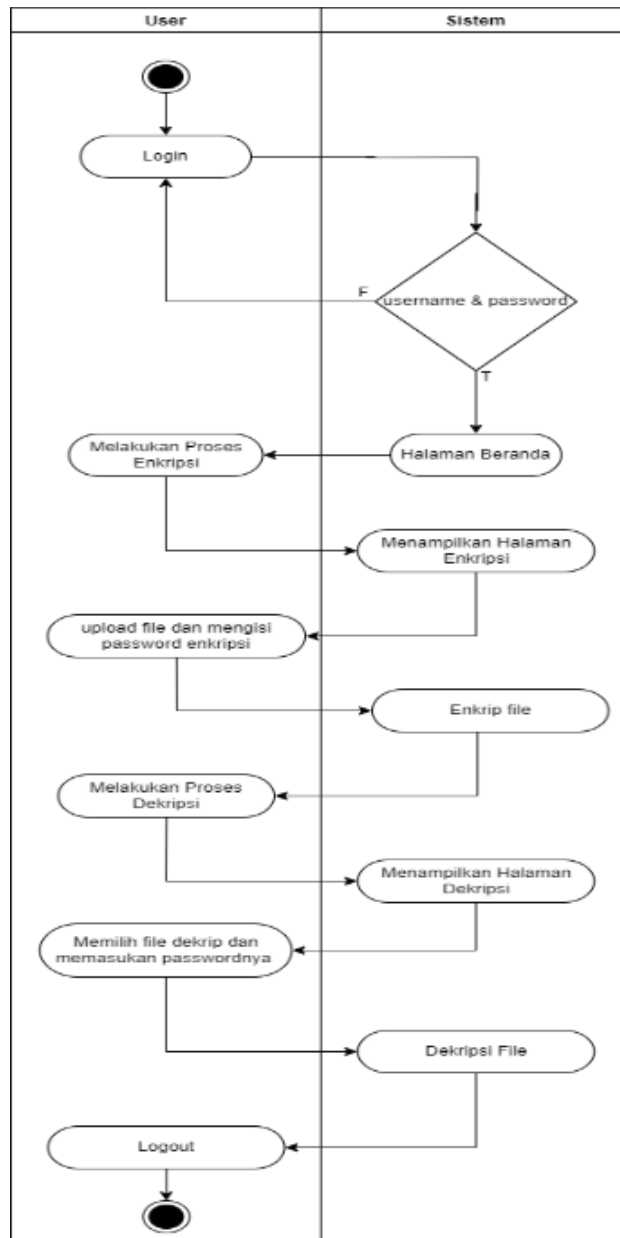 User
Sistem
Login
username & password
F
T
Halaman Beranda
Melakukan Proses
Enkripsi
Menampilkan Halaman
Enkripsi
upload file dan mengisi
password enkripsi
Enkrip file
Melakukan Proses
Dekripsi
Menampilkan Halaman
Dekripsi
Memilih file dekrip dan
memasukan passwordnya
Dekripsi File
Logout